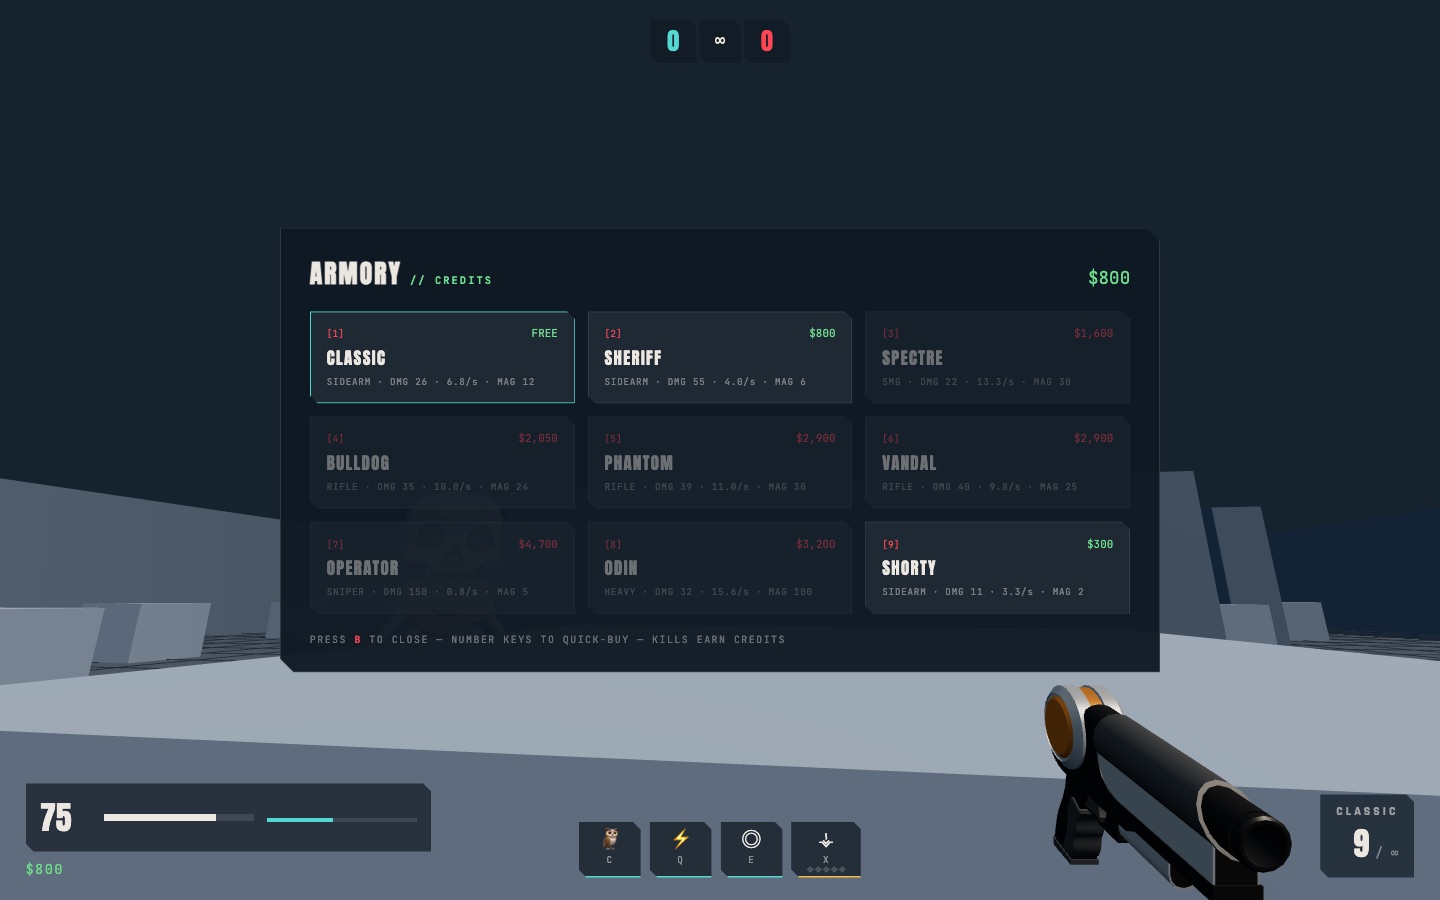 0 ∞ 0
ARMORY // CREDITS $800
[1] FREE
CLASSIC
SIDEARM · DMG 26 · 6.8/s · MAG 12
[2] $800
SHERIFF
SIDEARM · DMG 55 · 4.0/s · MAG 6
[3] $1,600
SPECTRE
SMG · DMG 22 · 13.3/s · MAG 30
[4] $2,050
BULLDOG
RIFLE · DMG 35 · 10.0/s · MAG 24
[5] $2,900
PHANTOM
RIFLE · DMG 39 · 11.0/s · MAG 30
[6] $2,900
VANDAL
RIFLE · DMG 40 · 9.8/s · MAG 25
[7] $4,700
OPERATOR
SNIPER · DMG 150 · 0.8/s · MAG 5
[8] $3,200
ODIN
HEAVY · DMG 32 · 15.6/s · MAG 100
[9] $300
SHORTY
SIDEARM · DMG 11 · 3.3/s · MAG 2
PRESS B TO CLOSE — NUMBER KEYS TO QUICK-BUY — KILLS EARN CREDITS
75
$800
C Q E X
CLASSIC
9 / ∞